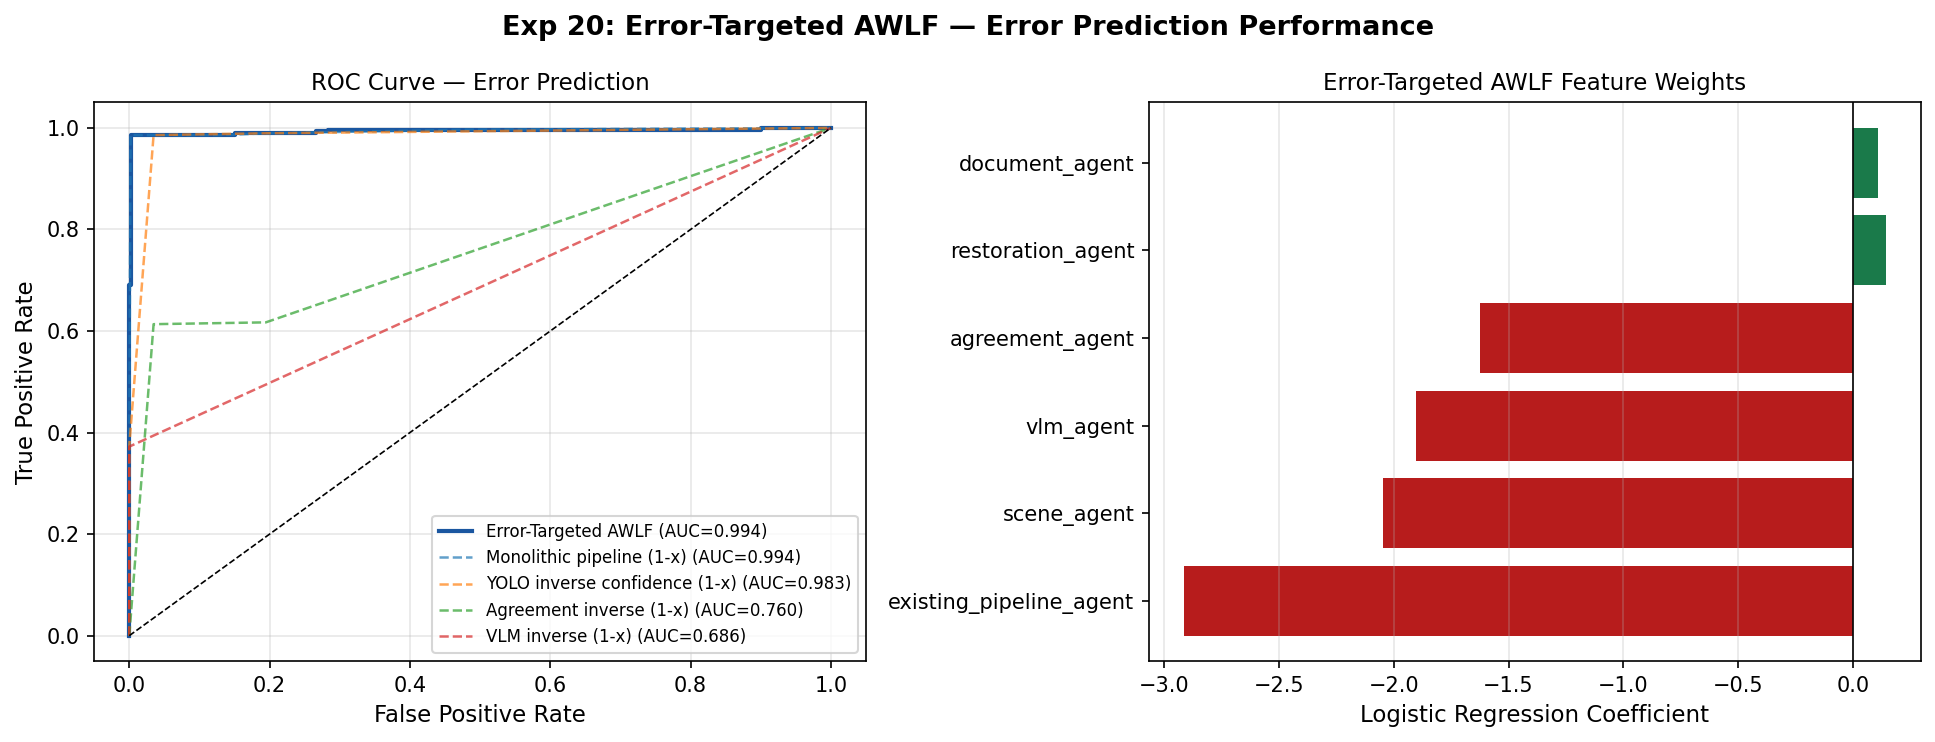 Exp 20: Error-Targeted AWLF — Error Prediction Performance
ROC Curve — Error Prediction
True Positive Rate
1.0
0.8
0.6
0.4
0.2
0.0
Error-Targeted AWLF (AUC=0.994)
Monolithic pipeline (1-x) (AUC=0.994)
YOLO inverse confidence (1-x) (AUC=0.983)
Agreement inverse (1-x) (AUC=0.760)
VLM inverse (1-x) (AUC=0.686)
0.0 0.2 0.4 0.6 0.8 1.0
False Positive Rate
Error-Targeted AWLF Feature Weights
document_agent
restoration_agent
agreement_agent
vlm_agent
scene_agent
existing_pipeline_agent
−3.0 −2.5 −2.0 −1.5 −1.0 −0.5 0.0
Logistic Regression Coefficient